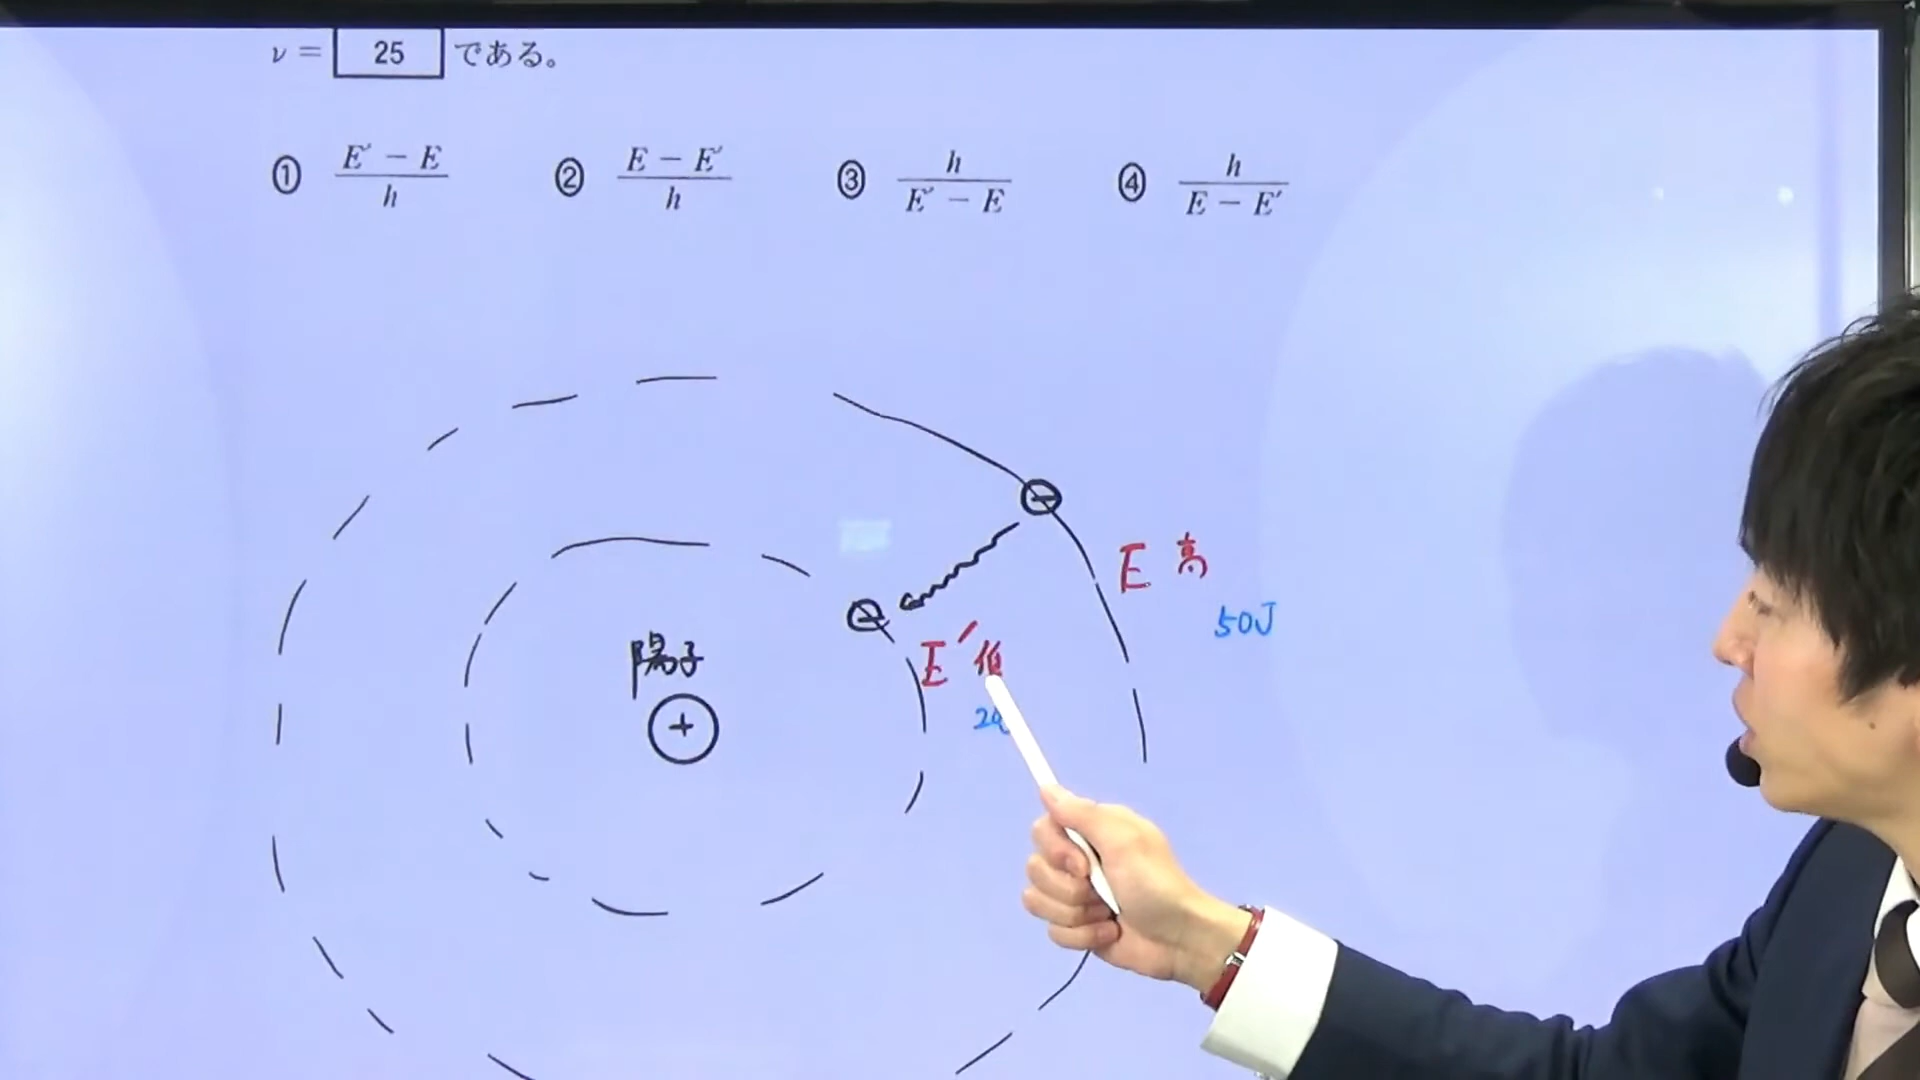 ν = 25 である。
① (E′ − E)/h ② (E − E′)/h ③ h/(E′ − E) ④ h/(E − E′)
E 高
50J
陽子
E′ 低
+